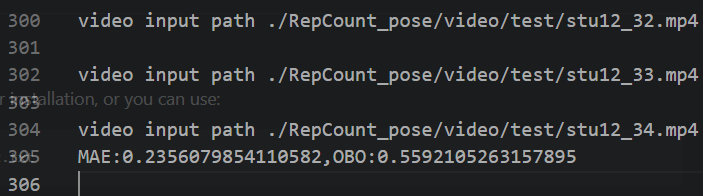 300 video input path ./RepCount_pose/video/test/stu12_32.mp4
301
302 video input path ./RepCount_pose/video/test/stu12_33.mp4
303
r installation, or you can use:
304 video input path ./RepCount_pose/video/test/stu12_34.mp4
305 MAE:0.2356079854110582,OBO:0.5592105263157895
306